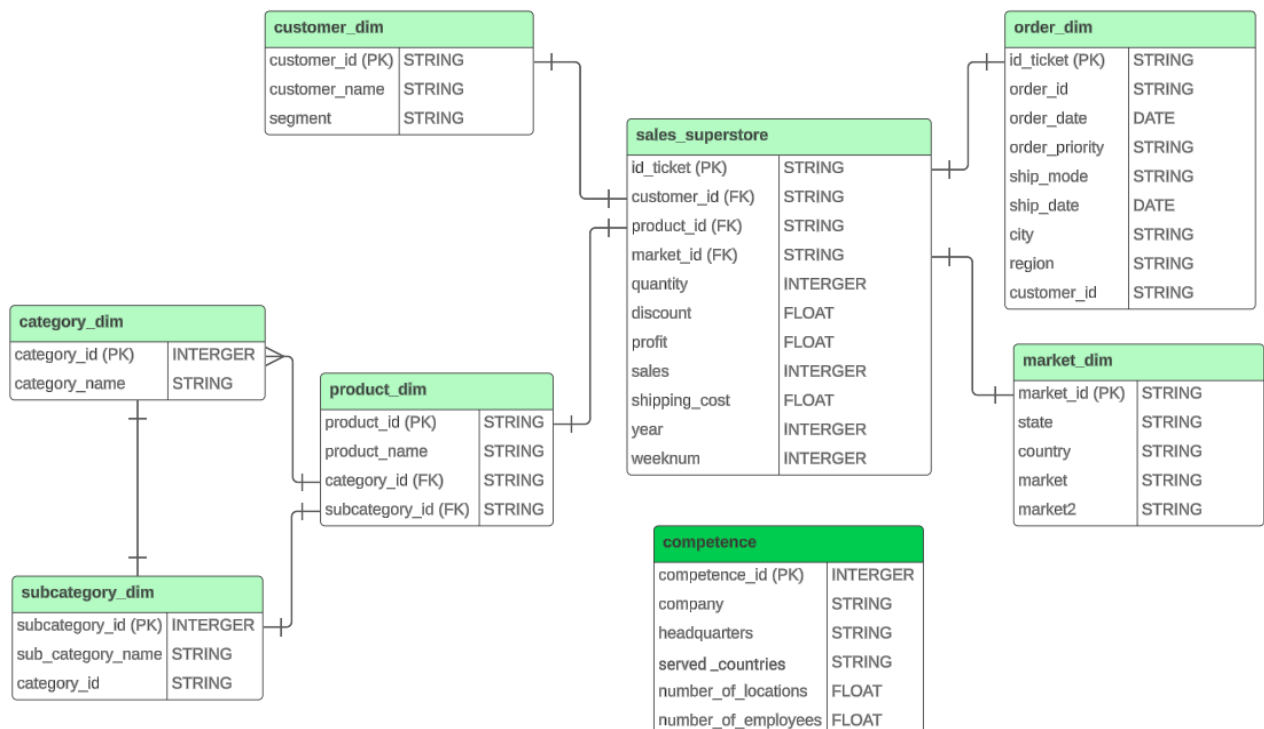 customer_dim
customer_id (PK) STRING
customer_name STRING
segment STRING
order_dim
id_ticket (PK) STRING
order_id STRING
order_date DATE
order_priority STRING
ship_mode STRING
ship_date DATE
city STRING
region STRING
customer_id STRING
sales_superstore
id_ticket (PK) STRING
customer_id (FK) STRING
product_id (FK) STRING
market_id (FK) STRING
quantity INTERGER
discount FLOAT
profit FLOAT
sales INTERGER
shipping_cost FLOAT
year INTERGER
weeknum INTERGER
category_dim
category_id (PK) INTERGER
category_name STRING
product_dim
product_id (PK) STRING
product_name STRING
category_id (FK) STRING
subcategory_id (FK) STRING
market_dim
market_id (PK) STRING
state STRING
country STRING
market STRING
market2 STRING
subcategory_dim
subcategory_id (PK) INTERGER
sub_category_name STRING
category_id STRING
competence
competence_id (PK) INTERGER
company STRING
headquarters STRING
served _countries STRING
number_of_locations FLOAT
number_of_employees FLOAT